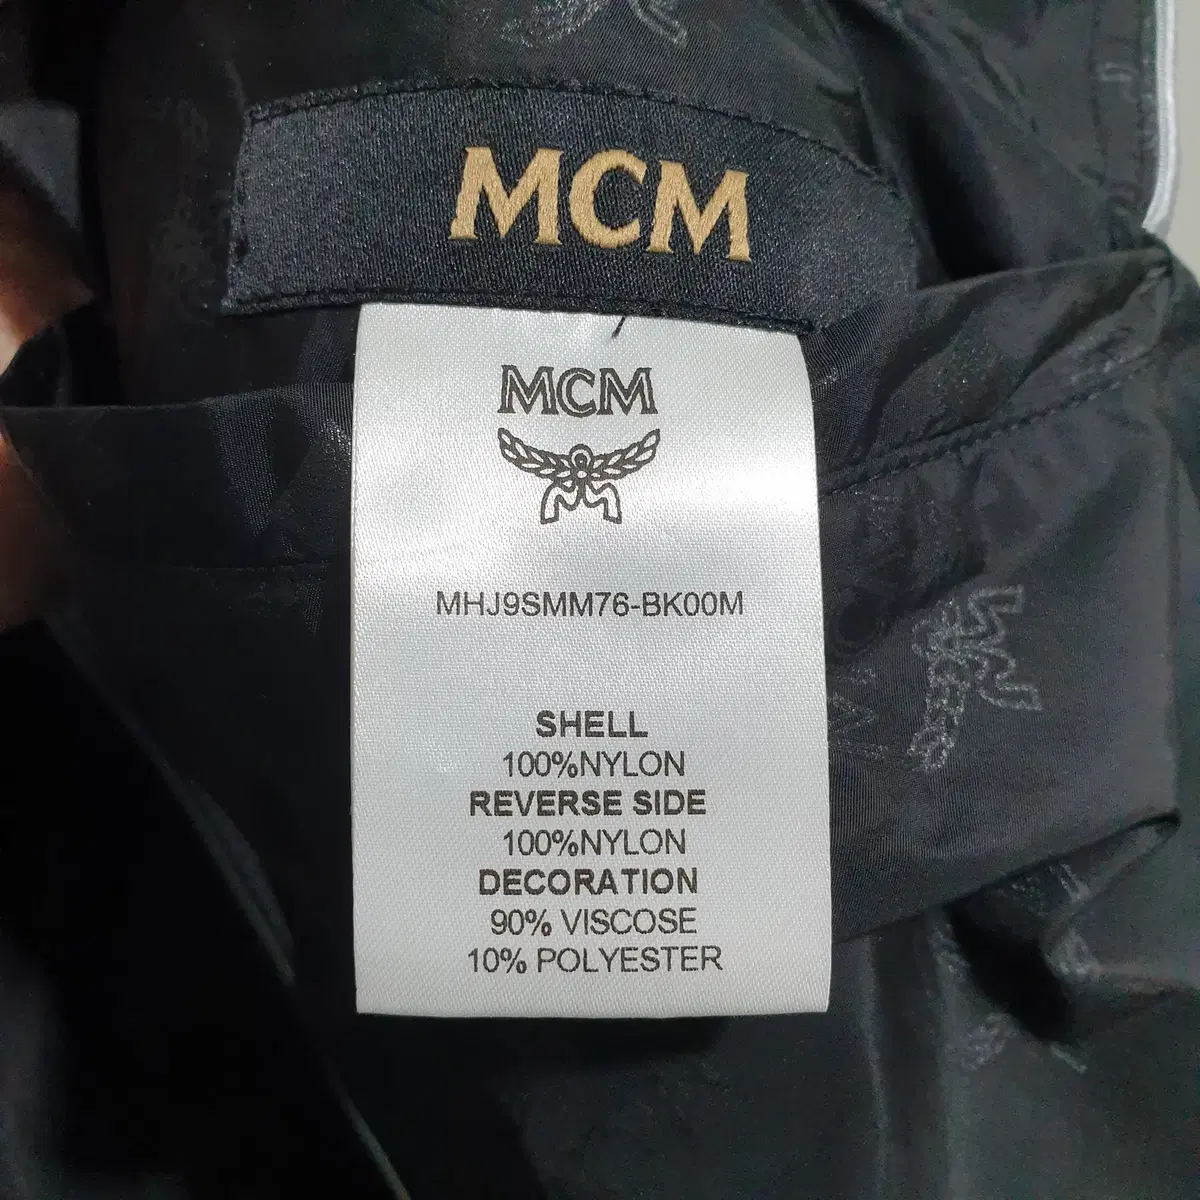 MCM
MCM
MHJ9SMM76-BK00M
SHELL
100%NYLON
REVERSE SIDE
100%NYLON
DECORATION
90% VISCOSE
10% POLYESTER